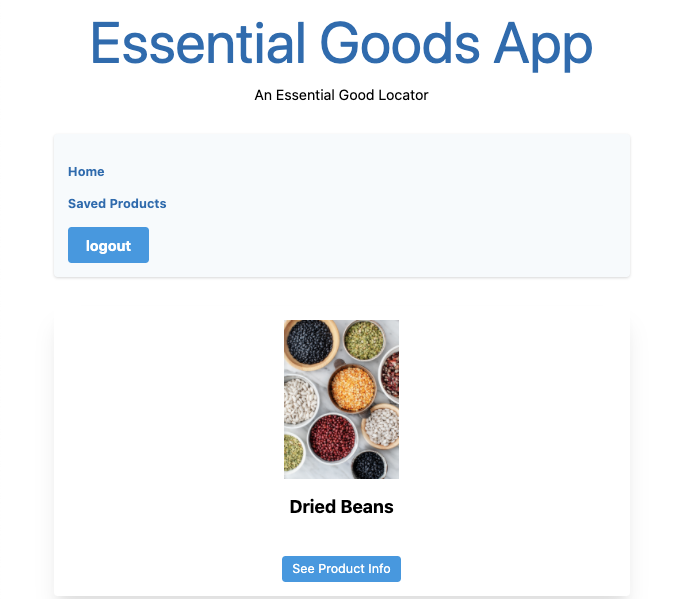 Essential Goods App
An Essential Good Locator
Home
Saved Products
logout
Dried Beans
See Product Info